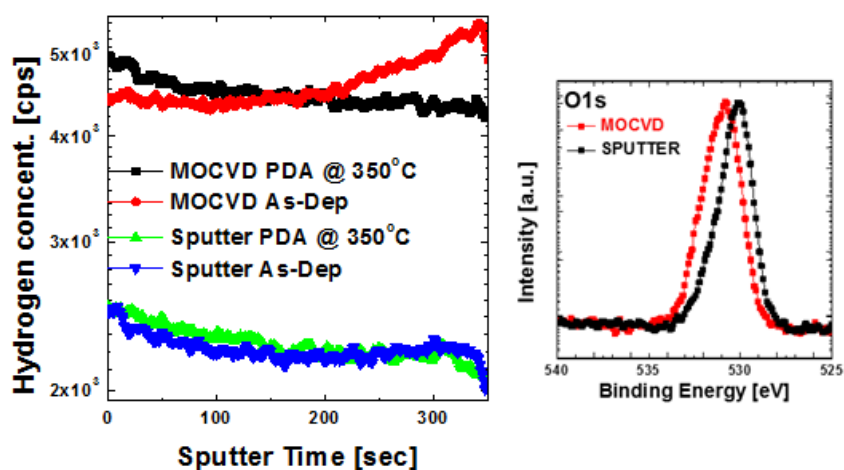 Hydrogen concent. [cps]
5x10³
4x10³
3x10³
2x10³
MOCVD PDA @ 350°C
MOCVD As-Dep
Sputter PDA @ 350°C
Sputter As-Dep
0 100 200 300
Sputter Time [sec]
O1s
MOCVD
SPUTTER
Intensity [a.u.]
540 535 530 525
Binding Energy [eV]